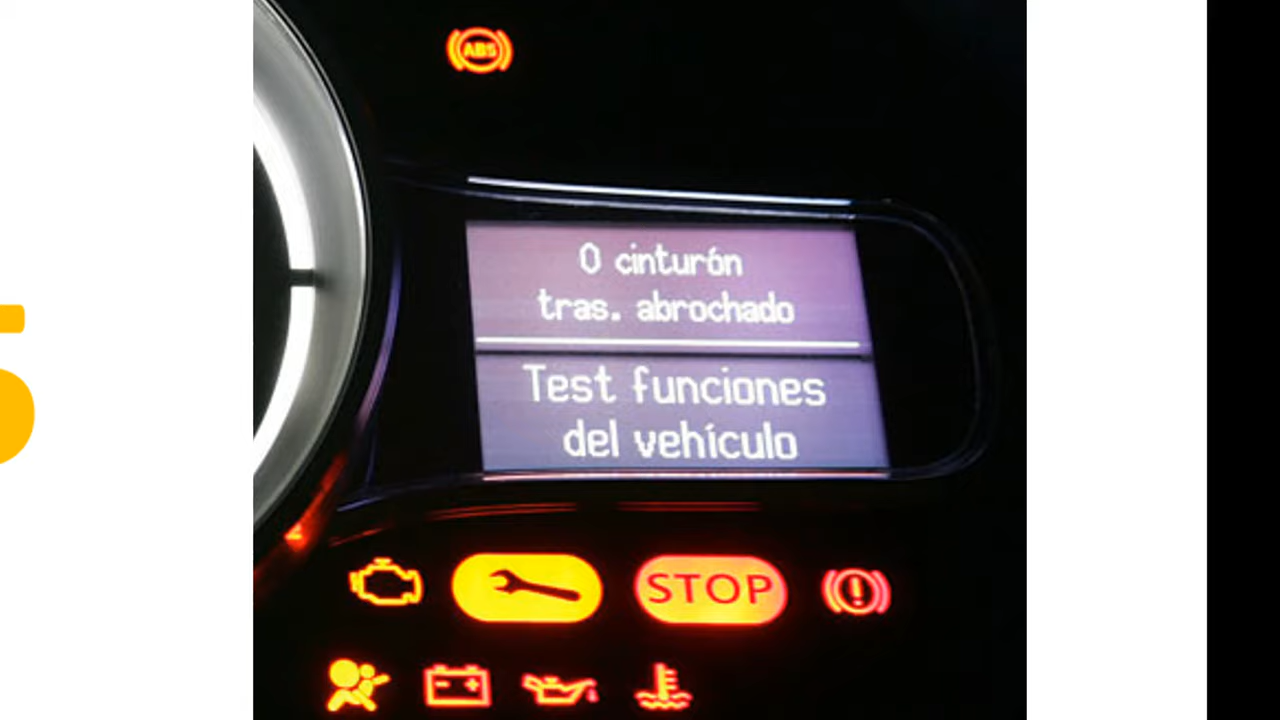 ABS
0 cinturón
tras. abrochado
Test funciones
del vehículo
STOP